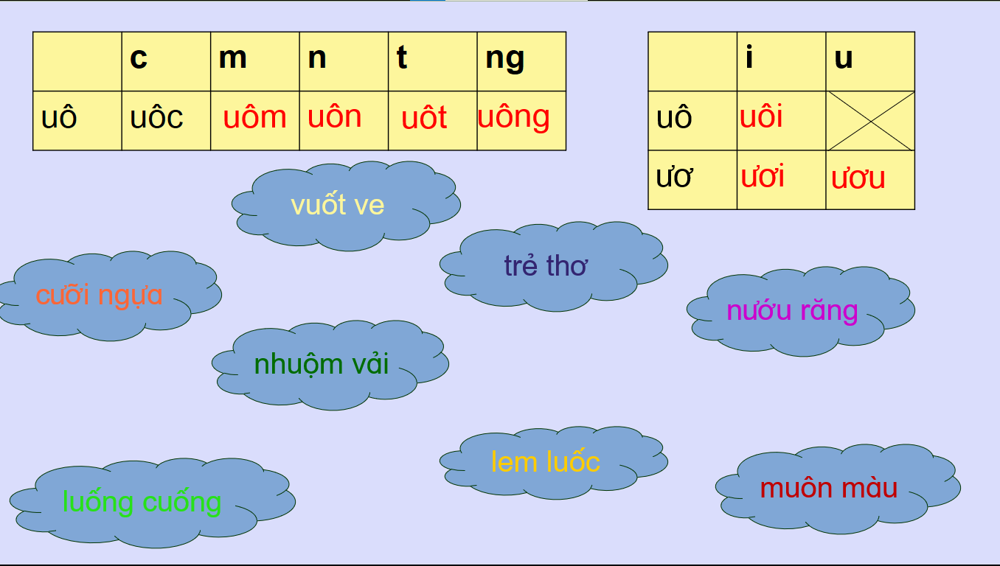 c m n t ng
uô uôc uôm uôn uôt uông
i u
uô uôi
ươ ươi ươu
vuốt ve
trẻ thơ
cưỡi ngựa
nướu răng
nhuộm vải
lem luốc
muôn màu
luống cuống